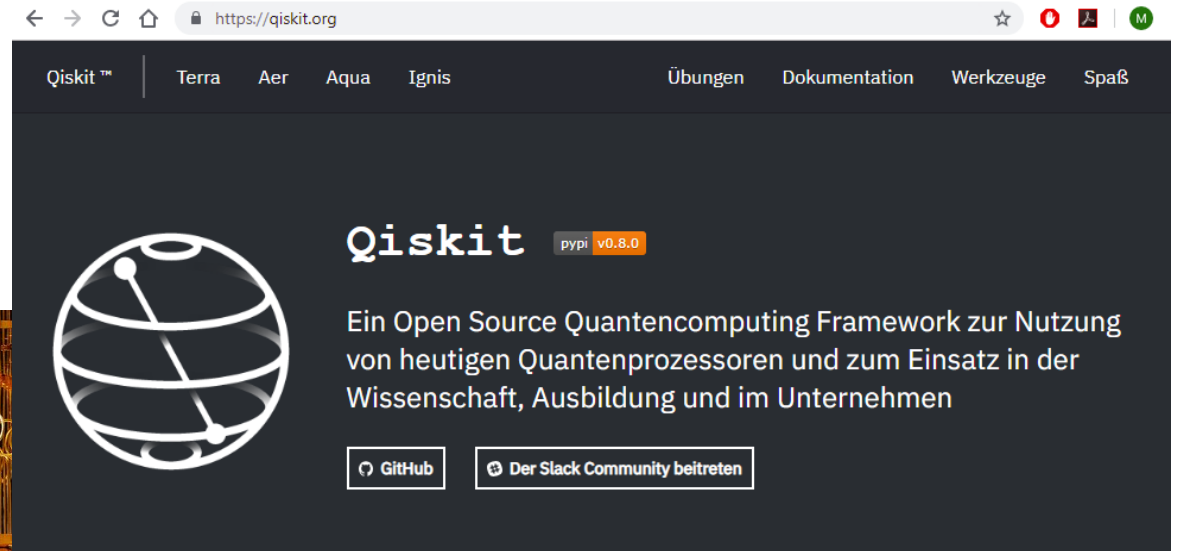 https://qiskit.org
M
Qiskit ™ Terra Aer Aqua Ignis Übungen Dokumentation Werkzeuge Spaß
Qiskit pypi v0.8.0
Ein Open Source Quantencomputing Framework zur Nutzung
von heutigen Quantenprozessoren und zum Einsatz in der
Wissenschaft, Ausbildung und im Unternehmen
GitHub Der Slack Community beitreten